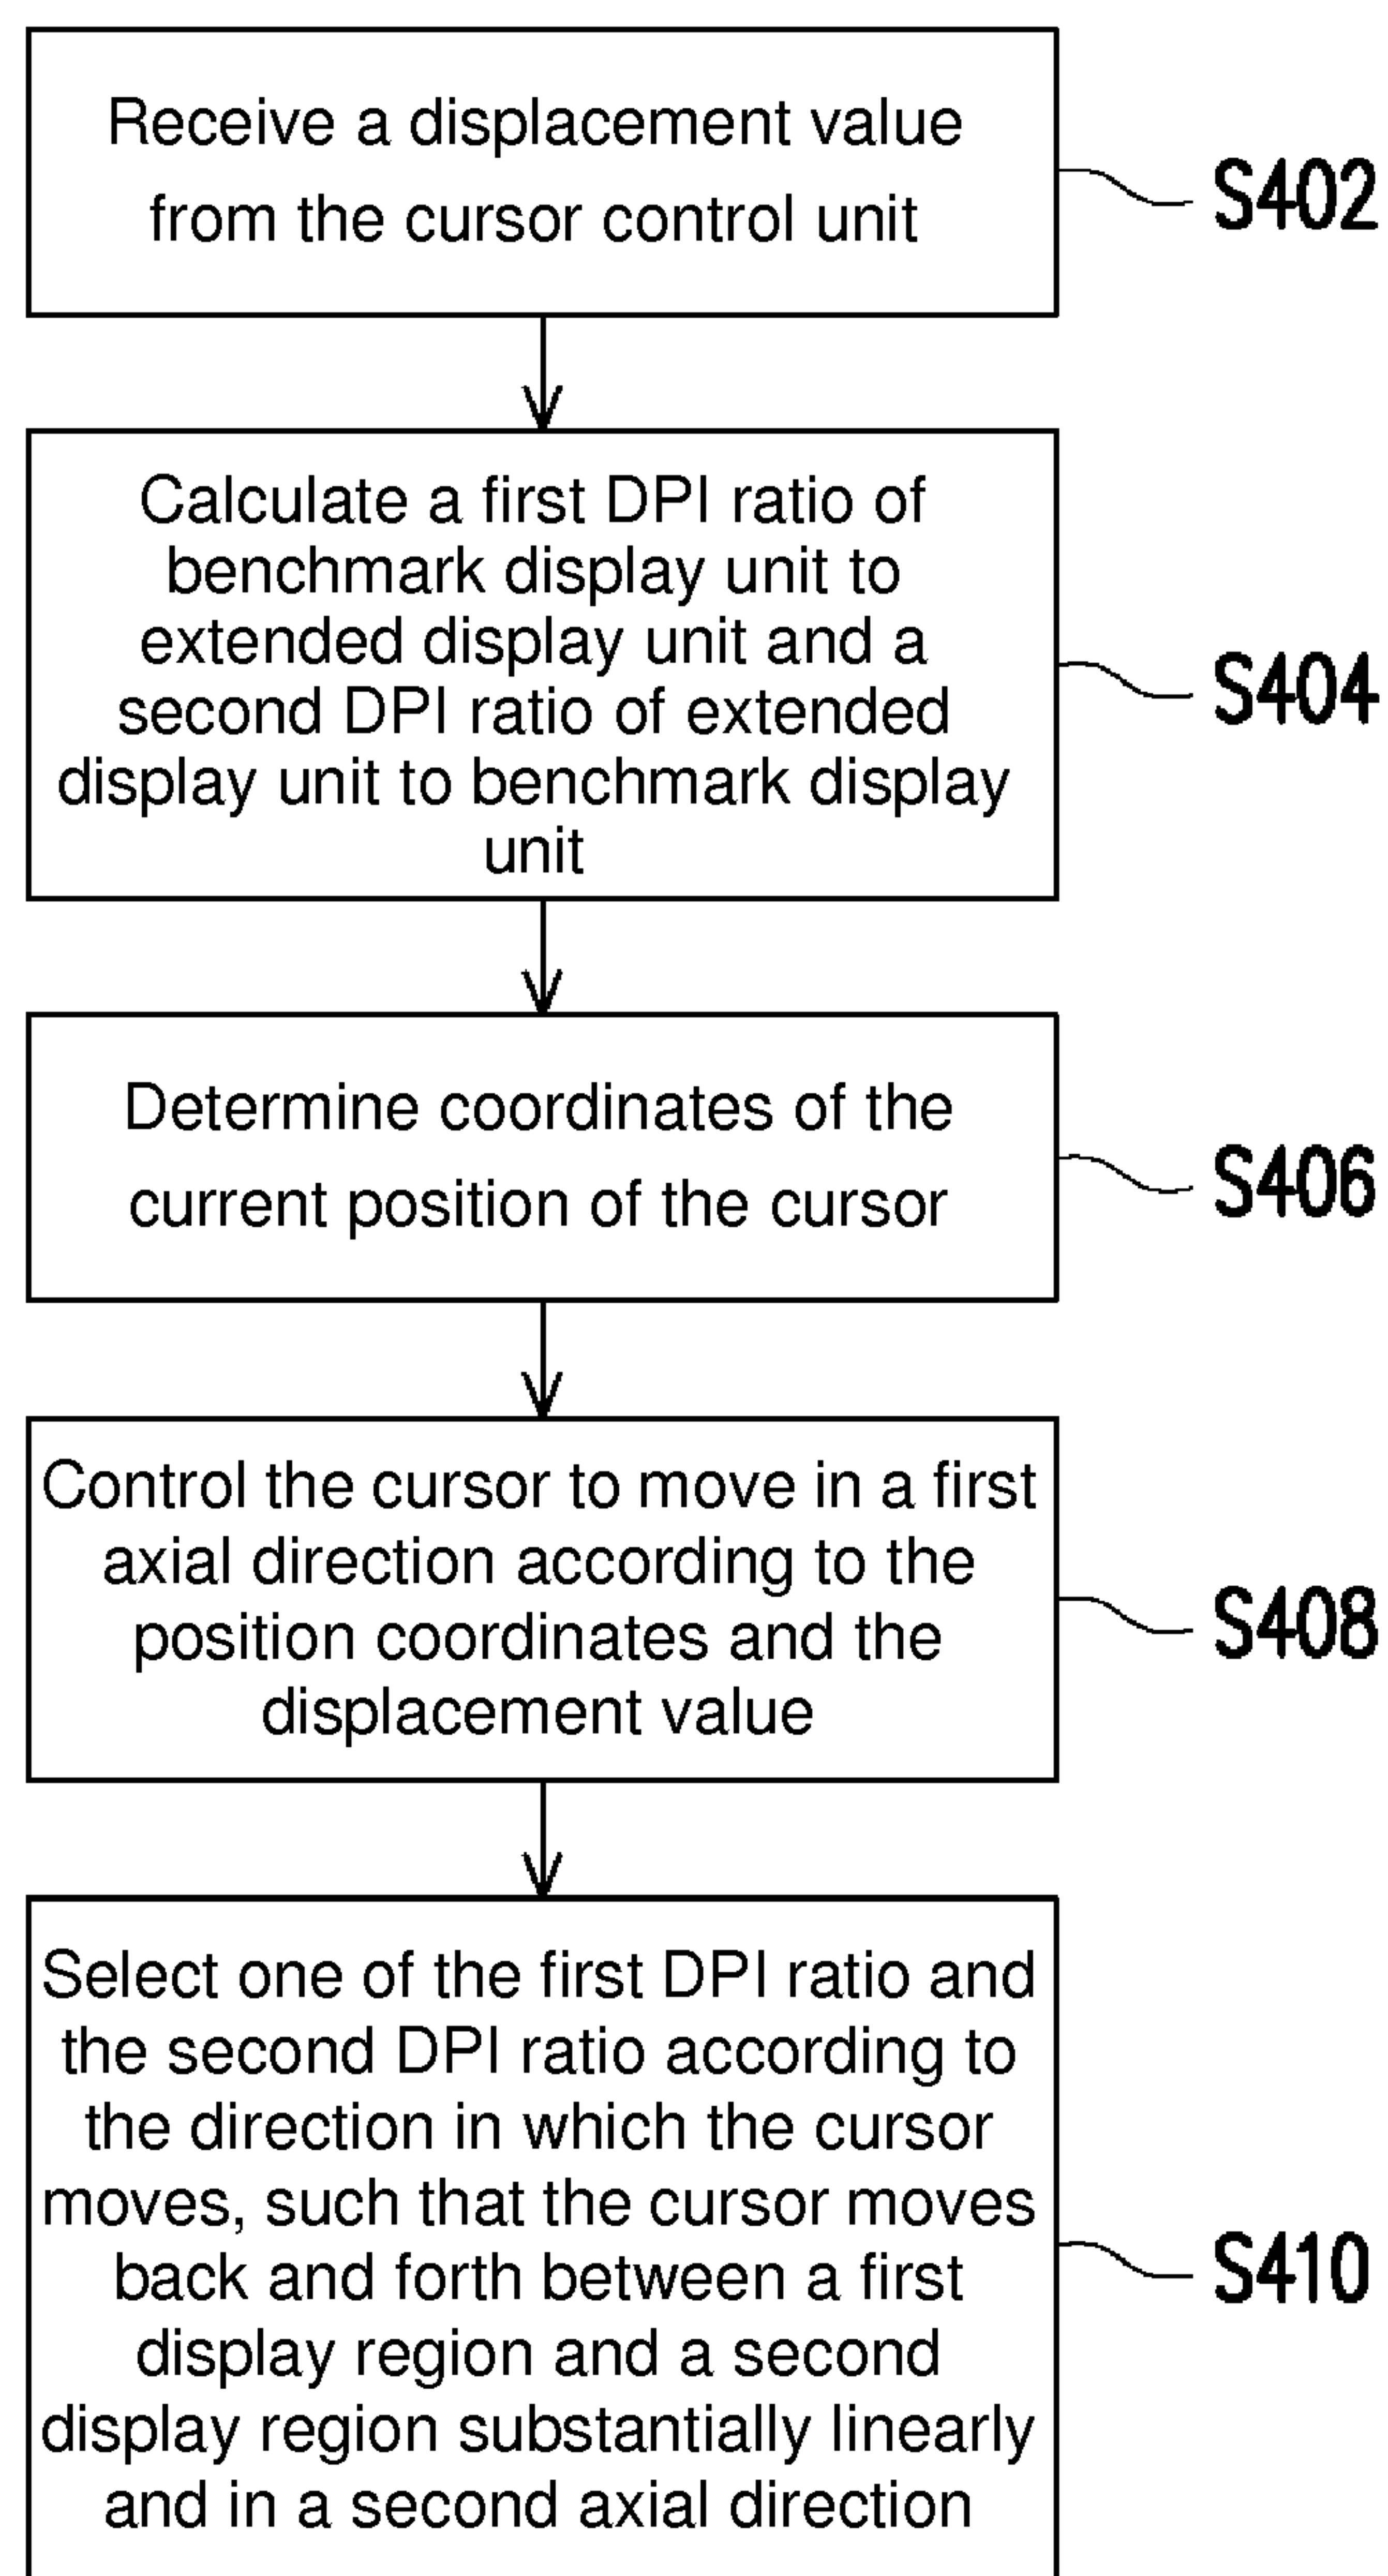 Receive a displacement value
from the cursor control unit
S402
Calculate a first DPI ratio of
benchmark display unit to
extended display unit and a
second DPI ratio of extended
display unit to benchmark display
unit
S404
Determine coordinates of the
current position of the cursor
S406
Control the cursor to move in a first
axial direction according to the
position coordinates and the
displacement value
S408
Select one of the first DPI ratio and
the second DPI ratio according to
the direction in which the cursor
moves, such that the cursor moves
back and forth between a first
display region and a second
display region substantially linearly
and in a second axial direction
S410